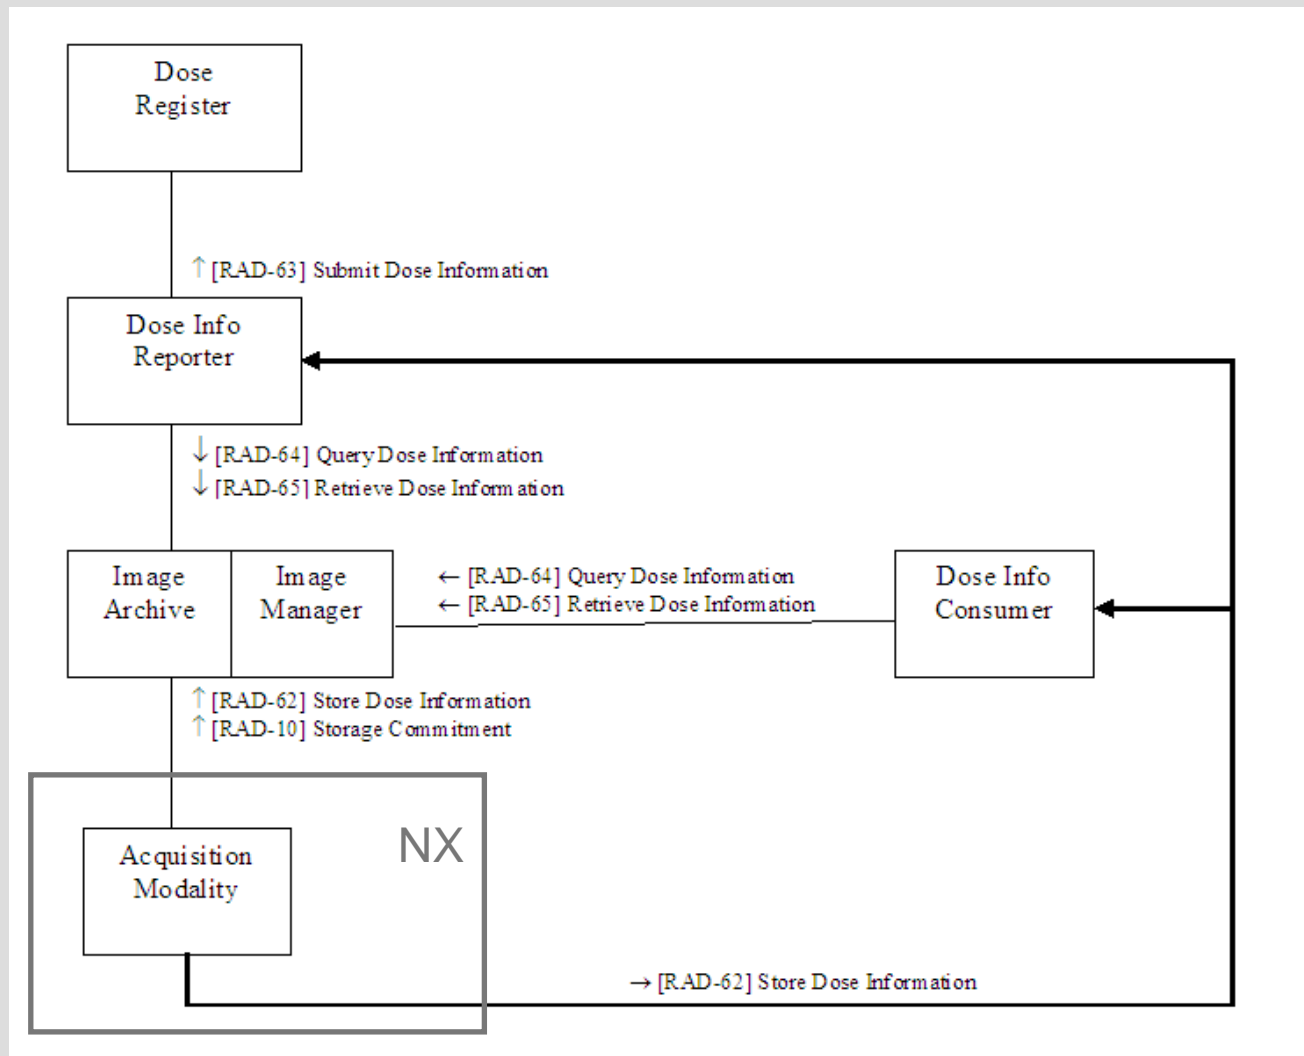 Dose
Register
↑ [RAD-63] Submit Dose Information
Dose Info
Reporter
↓ [RAD-64] Query Dose Information
↓ [RAD-65] Retrieve Dose Information
Image
Archive
Image
Manager
← [RAD-64] Query Dose Information
← [RAD-65] Retrieve Dose Information
Dose Info
Consumer
↑ [RAD-62] Store Dose Information
↑ [RAD-10] Storage Commitment
NX
Acquisition
Modality
→ [RAD-62] Store Dose Information